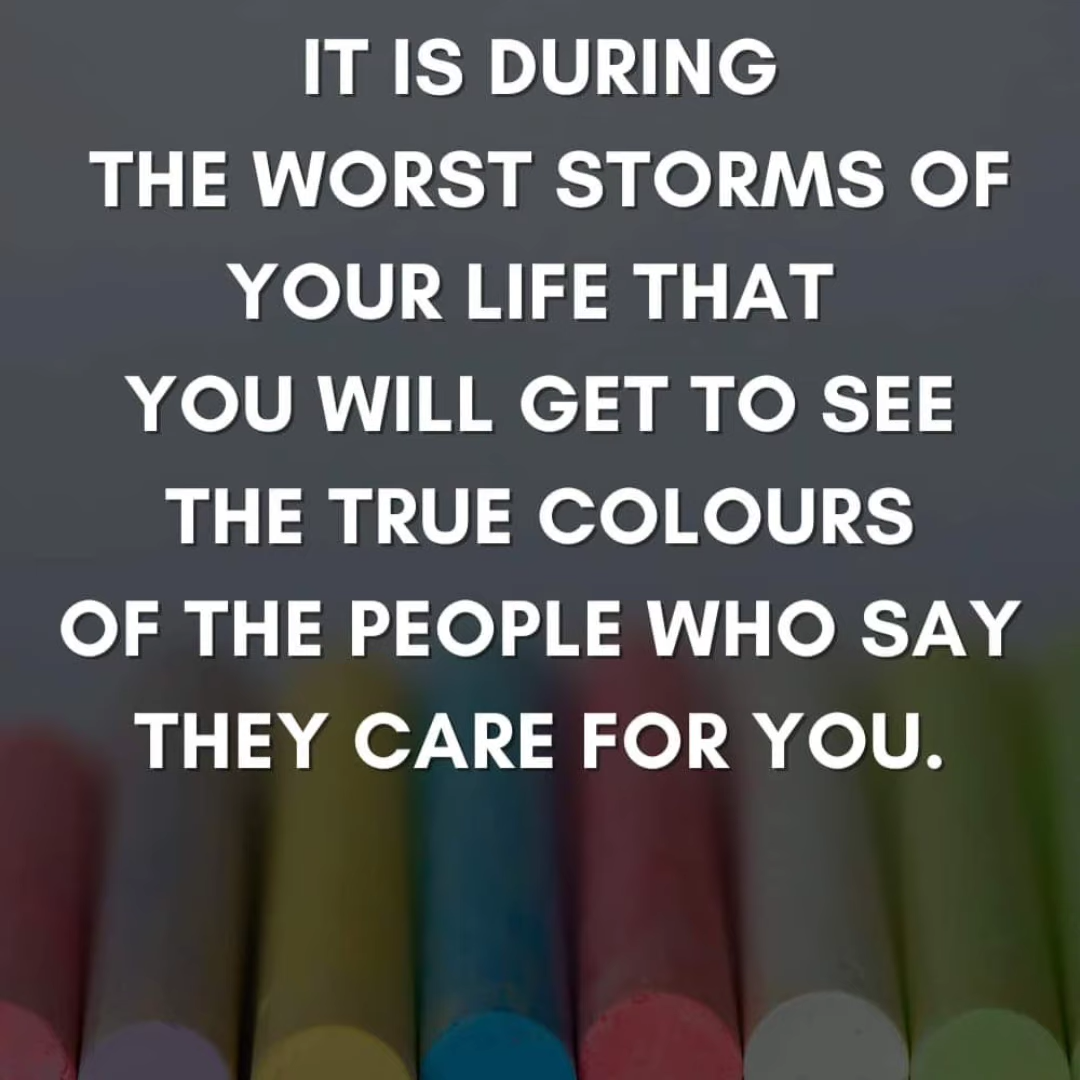 IT IS DURING
THE WORST STORMS OF
YOUR LIFE THAT
YOU WILL GET TO SEE
THE TRUE COLOURS
OF THE PEOPLE WHO SAY
THEY CARE FOR YOU.